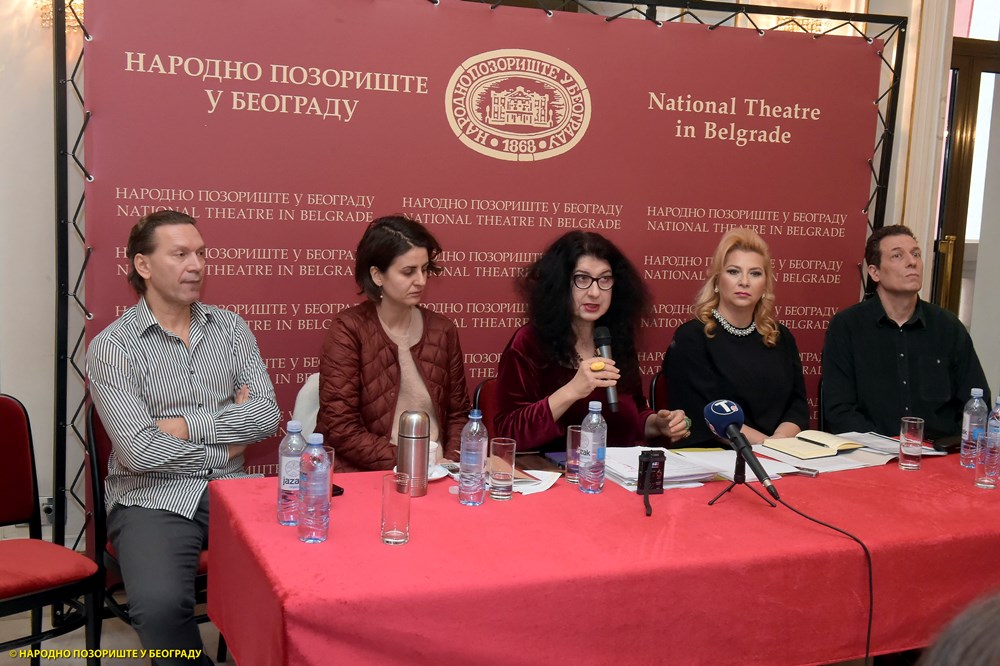 НАРОДНО ПОЗОРИШТЕ
У БЕОГРАДУ
НАРОДНО ПОЗОРИШТЕ У БЕОГРАДУ
• 1868 •
National Theatre
in Belgrade
НАРОДНО ПОЗОРИШТЕ У БЕОГРАДУ
NATIONAL THEATRE IN BELGRADE
НАРОДНО ПОЗОРИШТЕ У БЕОГРАДУ
NATIONAL THEATRE IN BELGRADE
НАРОДНО ПОЗОРИШТЕ У БЕОГРАДУ
NATIONAL THEATRE IN BELGRADE
jazak
© НАРОДНО ПОЗОРИШТЕ У БЕОГРАДУ